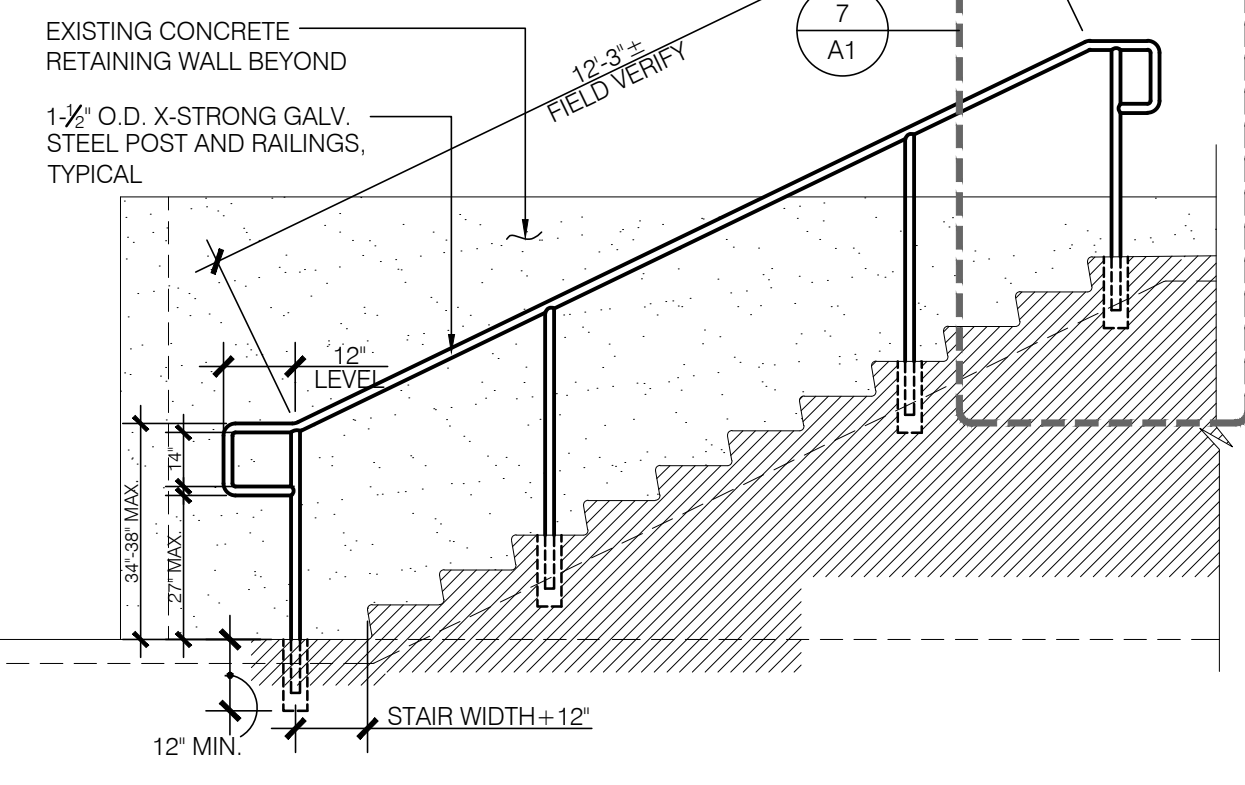 EXISTING CONCRETE
RETAINING WALL BEYOND
1-½" O.D. X-STRONG GALV.
STEEL POST AND RAILINGS,
TYPICAL
12'-3"±
FIELD VERIFY
7
A1
12"
LEVEL
14"
34"-38" MAX.
27" MAX.
STAIR WIDTH+12"
12" MIN.